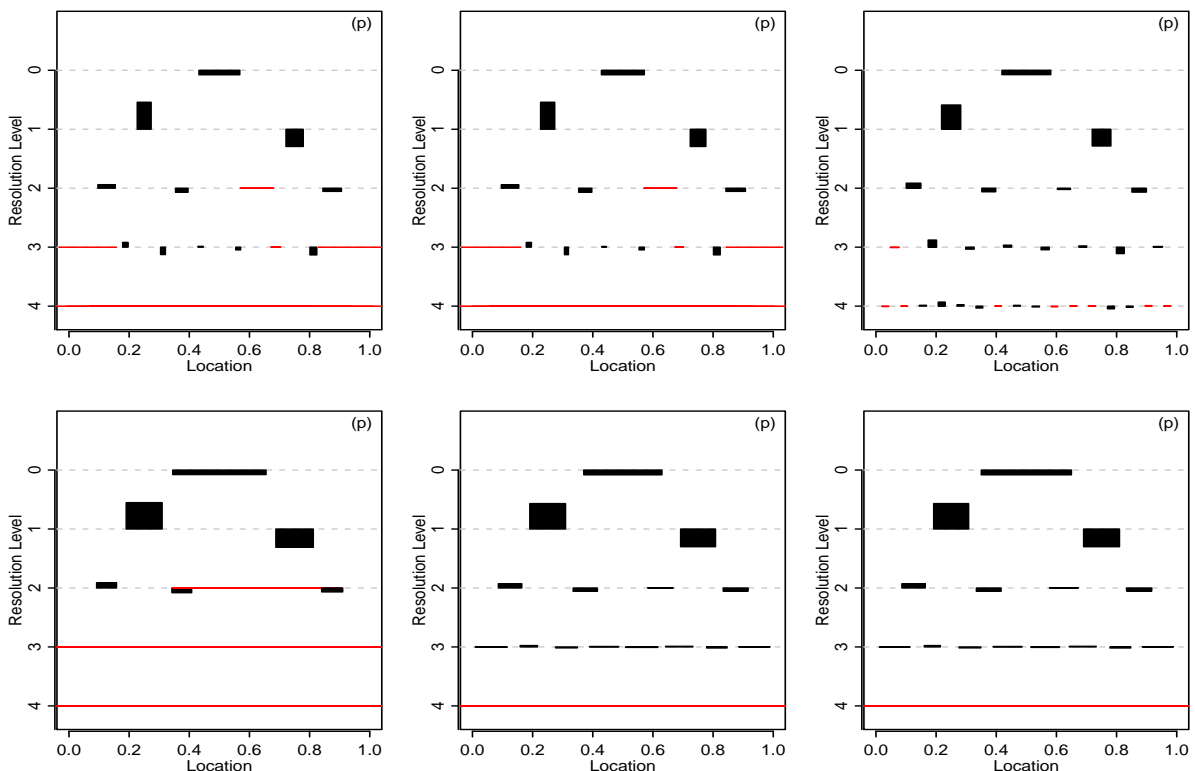 (p) (p) (p)
Resolution Level Resolution Level Resolution Level
0 0 0
1 1 1
2 2 2
3 3 3
4 4 4
0.0 0.2 0.4 0.6 0.8 1.0 0.0 0.2 0.4 0.6 0.8 1.0 0.0 0.2 0.4 0.6 0.8 1.0
Location Location Location
(p) (p) (p)
Resolution Level Resolution Level Resolution Level
0 0 0
1 1 1
2 2 2
3 3 3
4 4 4
0.0 0.2 0.4 0.6 0.8 1.0 0.0 0.2 0.4 0.6 0.8 1.0 0.0 0.2 0.4 0.6 0.8 1.0
Location Location Location